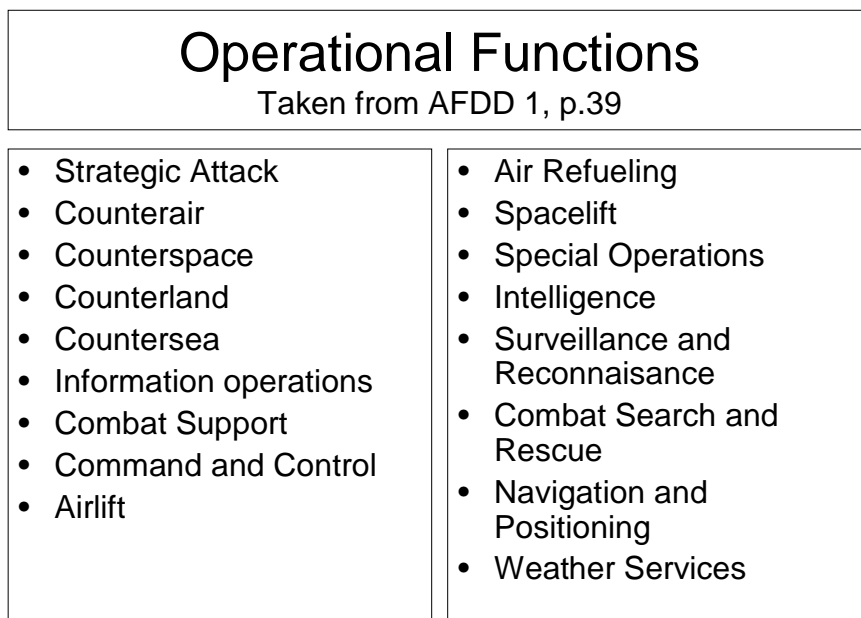 Operational Functions
Taken from AFDD 1, p.39
• Strategic Attack
• Counterair
• Counterspace
• Counterland
• Countersea
• Information operations
• Combat Support
• Command and Control
• Airlift
• Air Refueling
• Spacelift
• Special Operations
• Intelligence
• Surveillance and
Reconnaisance
• Combat Search and
Rescue
• Navigation and
Positioning
• Weather Services